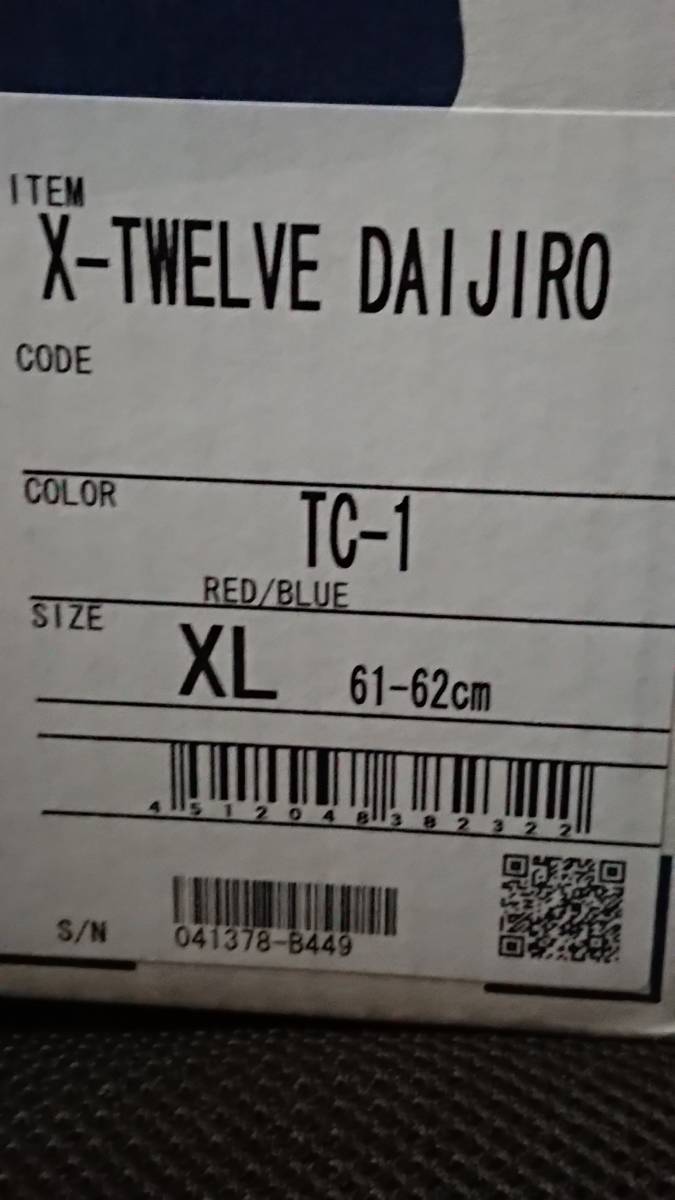 ITEM
X-TWELVE DAIJIRO
CODE
COLOR
TC-1
RED/BLUE
SIZE
XL 61-62cm
4 512048 382322
S/N 041378-B449